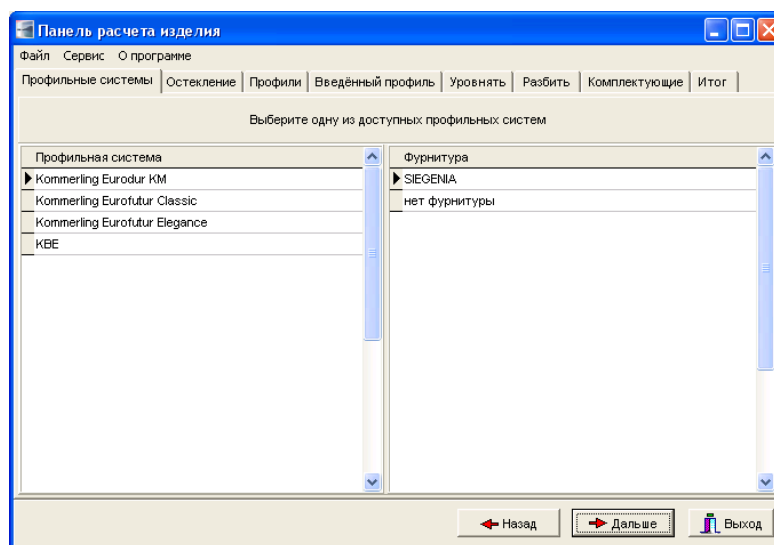 Панель расчета изделия
Файл Сервис О программе
Профильные системы Остекление Профили Введённый профиль Уровнять Разбить Комплектующие Итог
Выберите одну из доступных профильных систем
Профильная система Фурнитура
Kommerling Eurodur KM SIEGENIA
Kommerling Eurofutur Classic нет фурнитуры
Kommerling Eurofutur Elegance
KBE
Назад Дальше Выход